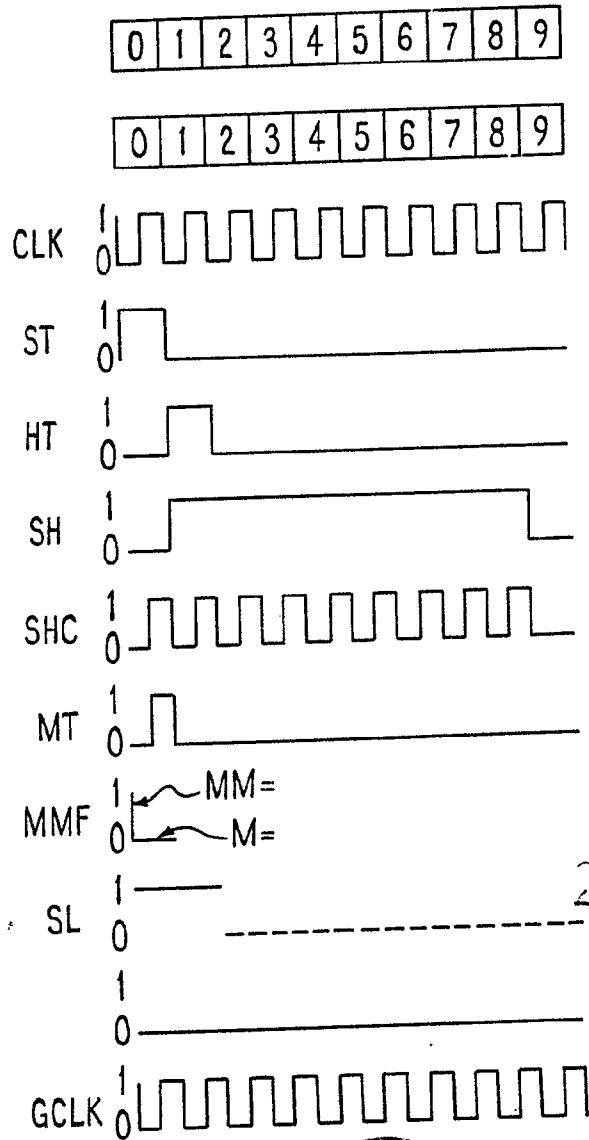 0 1 2 3 4 5 6 7 8 9
0 1 2 3 4 5 6 7 8 9
CLK 1 0
ST 1 0
HT 1 0
SH 1 0
SHC 1 0
MT 1 0
MMF 1 0 MM= M=
SL 1 0 2
1 0
GCLK 1 0